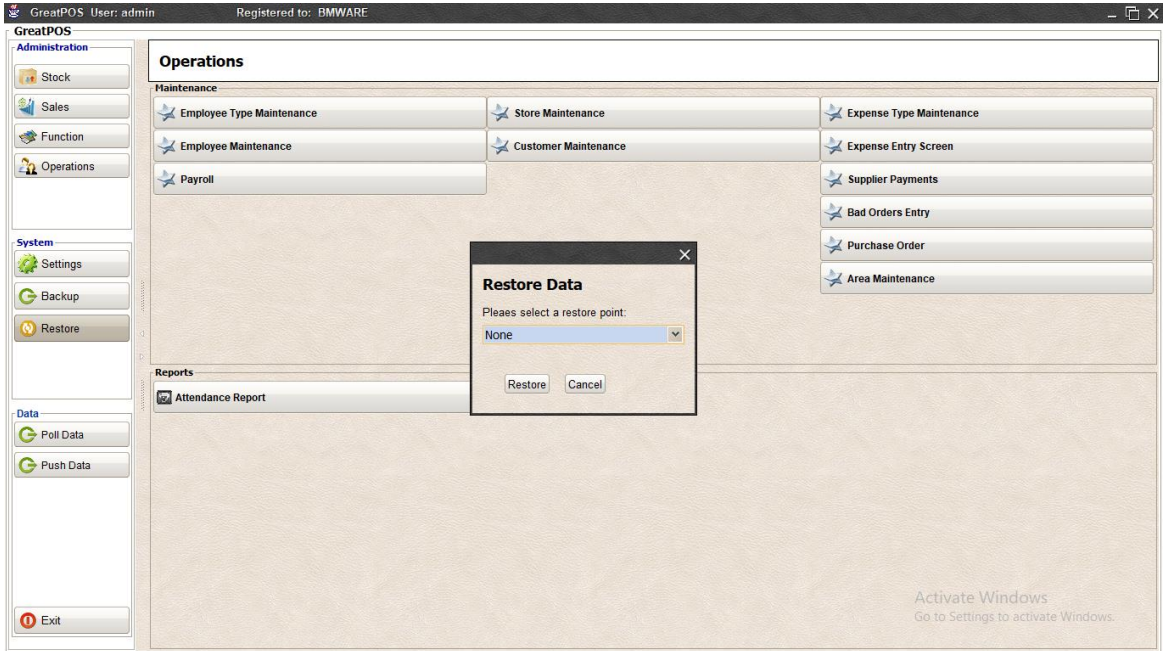 GreatPOS User: admin Registered to: BMWARE
GreatPOS
Administration
Stock
Sales
Function
Operations
System
Settings
Backup
Restore
Data
Poll Data
Push Data
Exit
Operations
Maintenance
Employee Type Maintenance Store Maintenance Expense Type Maintenance
Employee Maintenance Customer Maintenance Expense Entry Screen
Payroll Supplier Payments
Bad Orders Entry
Purchase Order
Area Maintenance
Restore Data
Pleaes select a restore point:
None
Restore Cancel
Reports
Attendance Report
Activate Windows
Go to Settings to activate Windows.